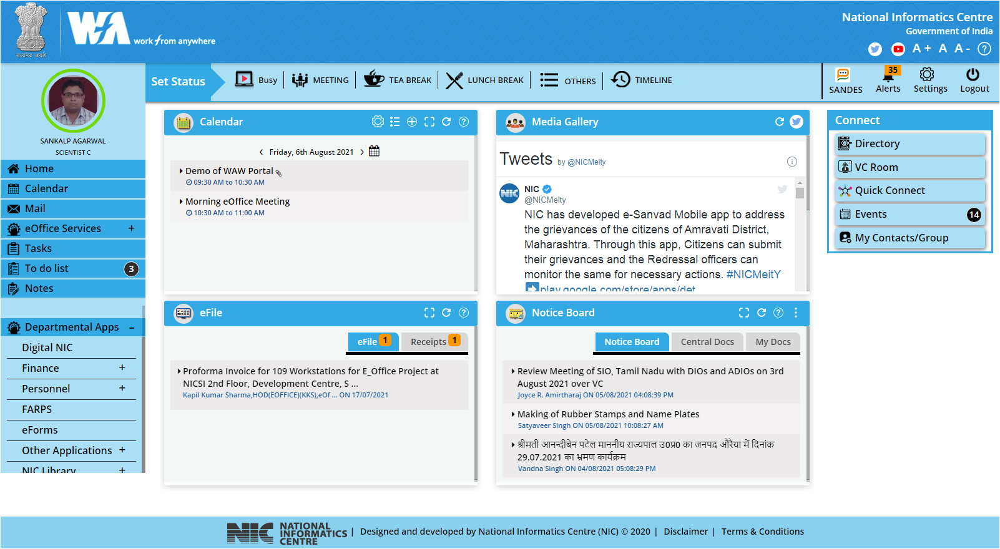 सत्यमेव जयते
WfA work from anywhere
National Informatics Centre
Government of India
A+ A A- ?
Set Status
Busy
MEETING
TEA BREAK
LUNCH BREAK
OTHERS
TIMELINE
SANDES
35
Alerts
Settings
Logout
SANKALP AGARWAL
SCIENTIST C
Home
Calendar
Mail
eOffice Services +
Tasks
To do list 3
Notes
Departmental Apps –
Digital NIC
Finance +
Personnel +
FARPS
eForms
Other Applications +
NIC Library +
Calendar
‹ Friday, 6th August 2021 ›
Demo of WAW Portal
09:30 AM to 10:30 AM
Morning eOffice Meeting
10:30 AM to 11:00 AM
Media Gallery
Tweets by @NICMeity
NIC
NIC
@NICMeity
NIC has developed e-Sanvad Mobile app to address
the grievances of the citizens of Amravati District,
Maharashtra. Through this app, Citizens can submit
their grievances and the Redressal officers can
monitor the same for necessary actions. #NICMeitY
play.google.com/store/apps/det
Connect
Directory
VC Room
Quick Connect
Events 14
My Contacts/Group
eFile
eFile 1
Receipts 1
Proforma Invoice for 109 Workstations for E_Office Project at
NICSI 2nd Floor, Development Centre, S ...
Kapil Kumar Sharma,HOD(EOFFICE)(KKS),eOf ... ON 17/07/2021
Notice Board
Notice Board
Central Docs
My Docs
Review Meeting of SIO, Tamil Nadu with DIOs and ADIOs on 3rd
August 2021 over VC
Joyce R. Amirtharaj ON 05/08/2021 04:08:39 PM
Making of Rubber Stamps and Name Plates
Satyaveer Singh ON 05/08/2021 10:08:27 AM
श्रीमती आनन्दीबेन पटेल माननीय राज्यपाल उ0प्र0 का जनपद औरैया में दिनांक
29.07.2021 का भ्रमण कार्यक्रम
Vandna Singh ON 04/08/2021 05:08:29 PM
NIC NATIONAL
INFORMATICS
CENTRE
| Designed and developed by National Informatics Centre (NIC) © 2020 | Disclaimer | Terms & Conditions